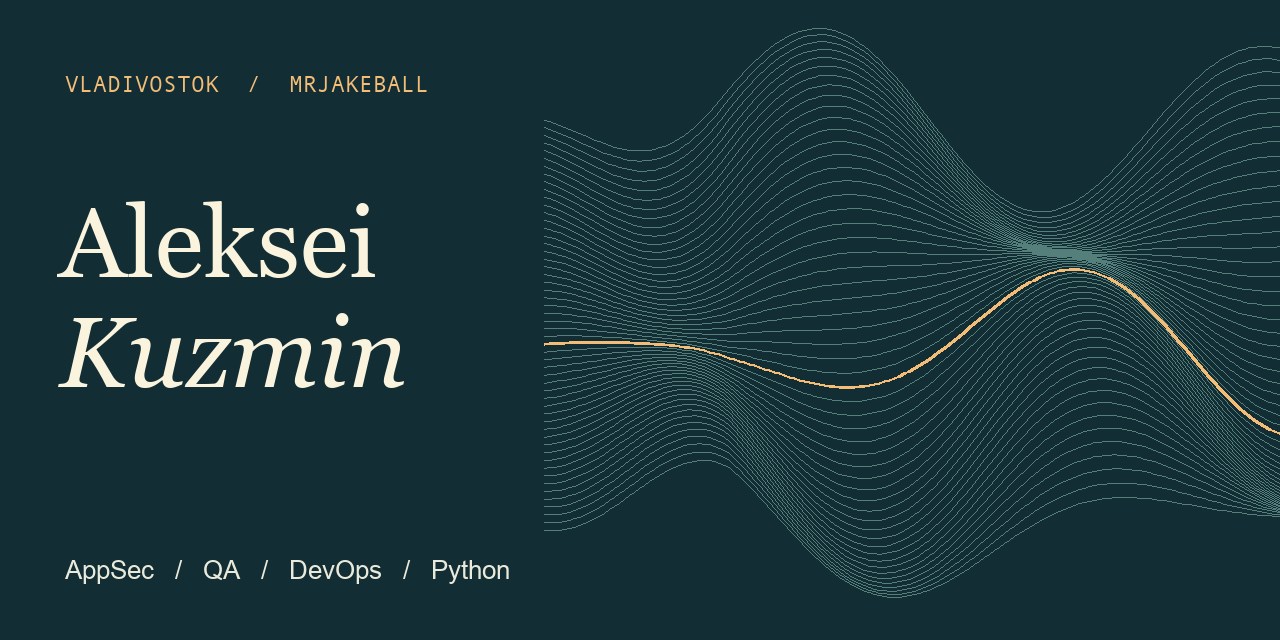 VLADIVOSTOK / MRJAKEBALL
Aleksei
Kuzmin
AppSec / QA / DevOps / Python